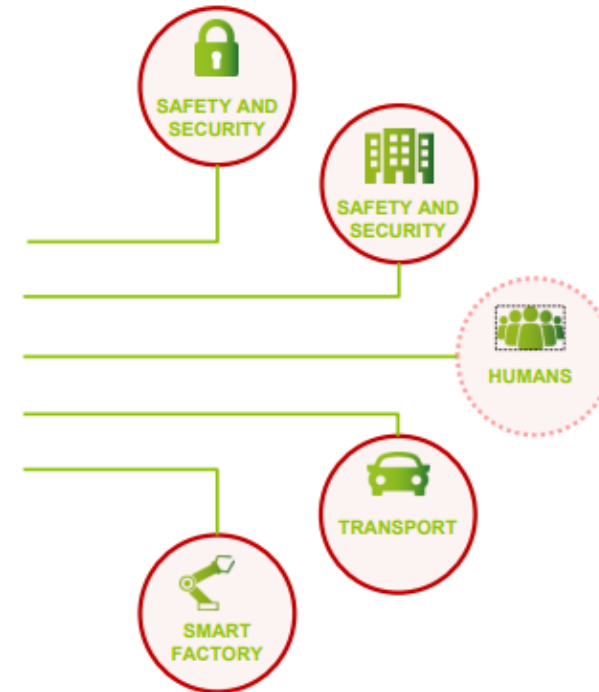 SAFETY AND
SECURITY
SAFETY AND
SECURITY
HUMANS
TRANSPORT
SMART
FACTORY